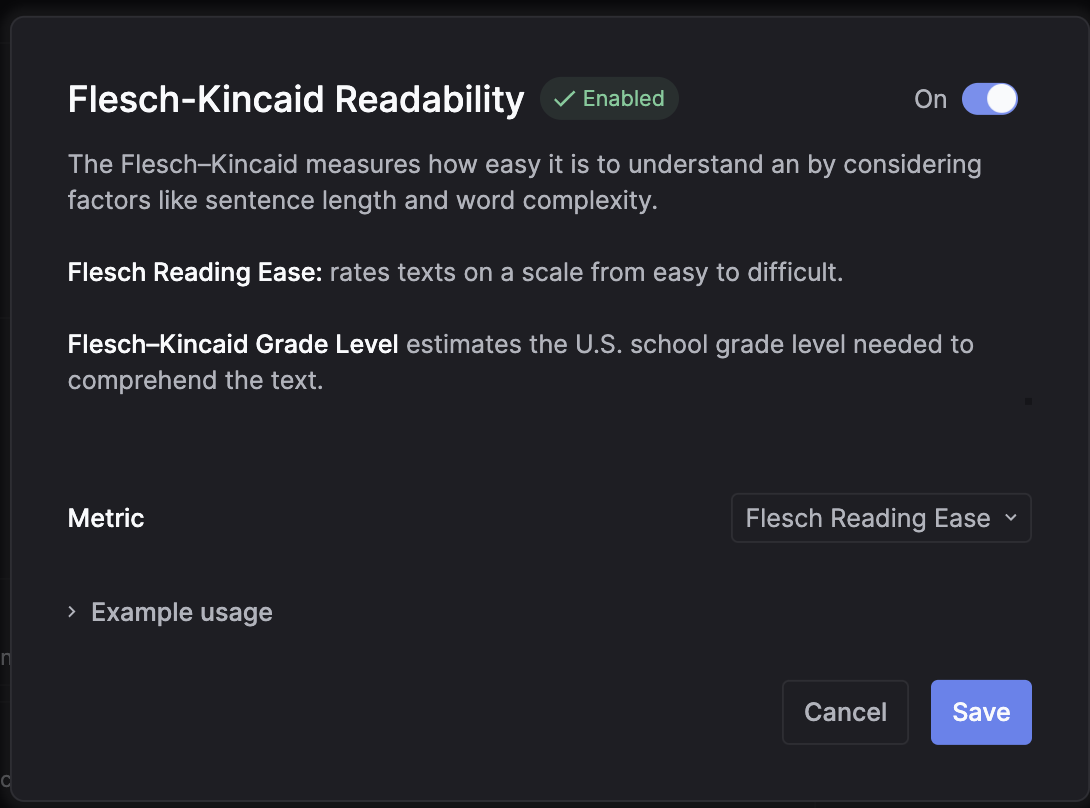 Flesch-Kincaid Readability
Enabled
On
The Flesch–Kincaid measures how easy it is to understand an by considering
factors like sentence length and word complexity.
Flesch Reading Ease: rates texts on a scale from easy to difficult.
Flesch–Kincaid Grade Level estimates the U.S. school grade level needed to
comprehend the text.
Metric
Flesch Reading Ease
Example usage
Cancel
Save